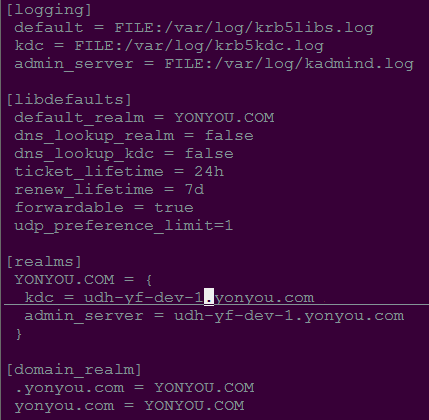 [logging]
default = FILE:/var/log/krb5libs.log
kdc = FILE:/var/log/krb5kdc.log
admin_server = FILE:/var/log/kadmind.log
[libdefaults]
default_realm = YONYOU.COM
dns_lookup_realm = false
dns_lookup_kdc = false
ticket_lifetime = 24h
renew_lifetime = 7d
forwardable = true
udp_preference_limit=1
[realms]
YONYOU.COM = {
kdc = udh-yf-dev-1.yonyou.com
admin_server = udh-yf-dev-1.yonyou.com
}
[domain_realm]
.yonyou.com = YONYOU.COM
yonyou.com = YONYOU.COM